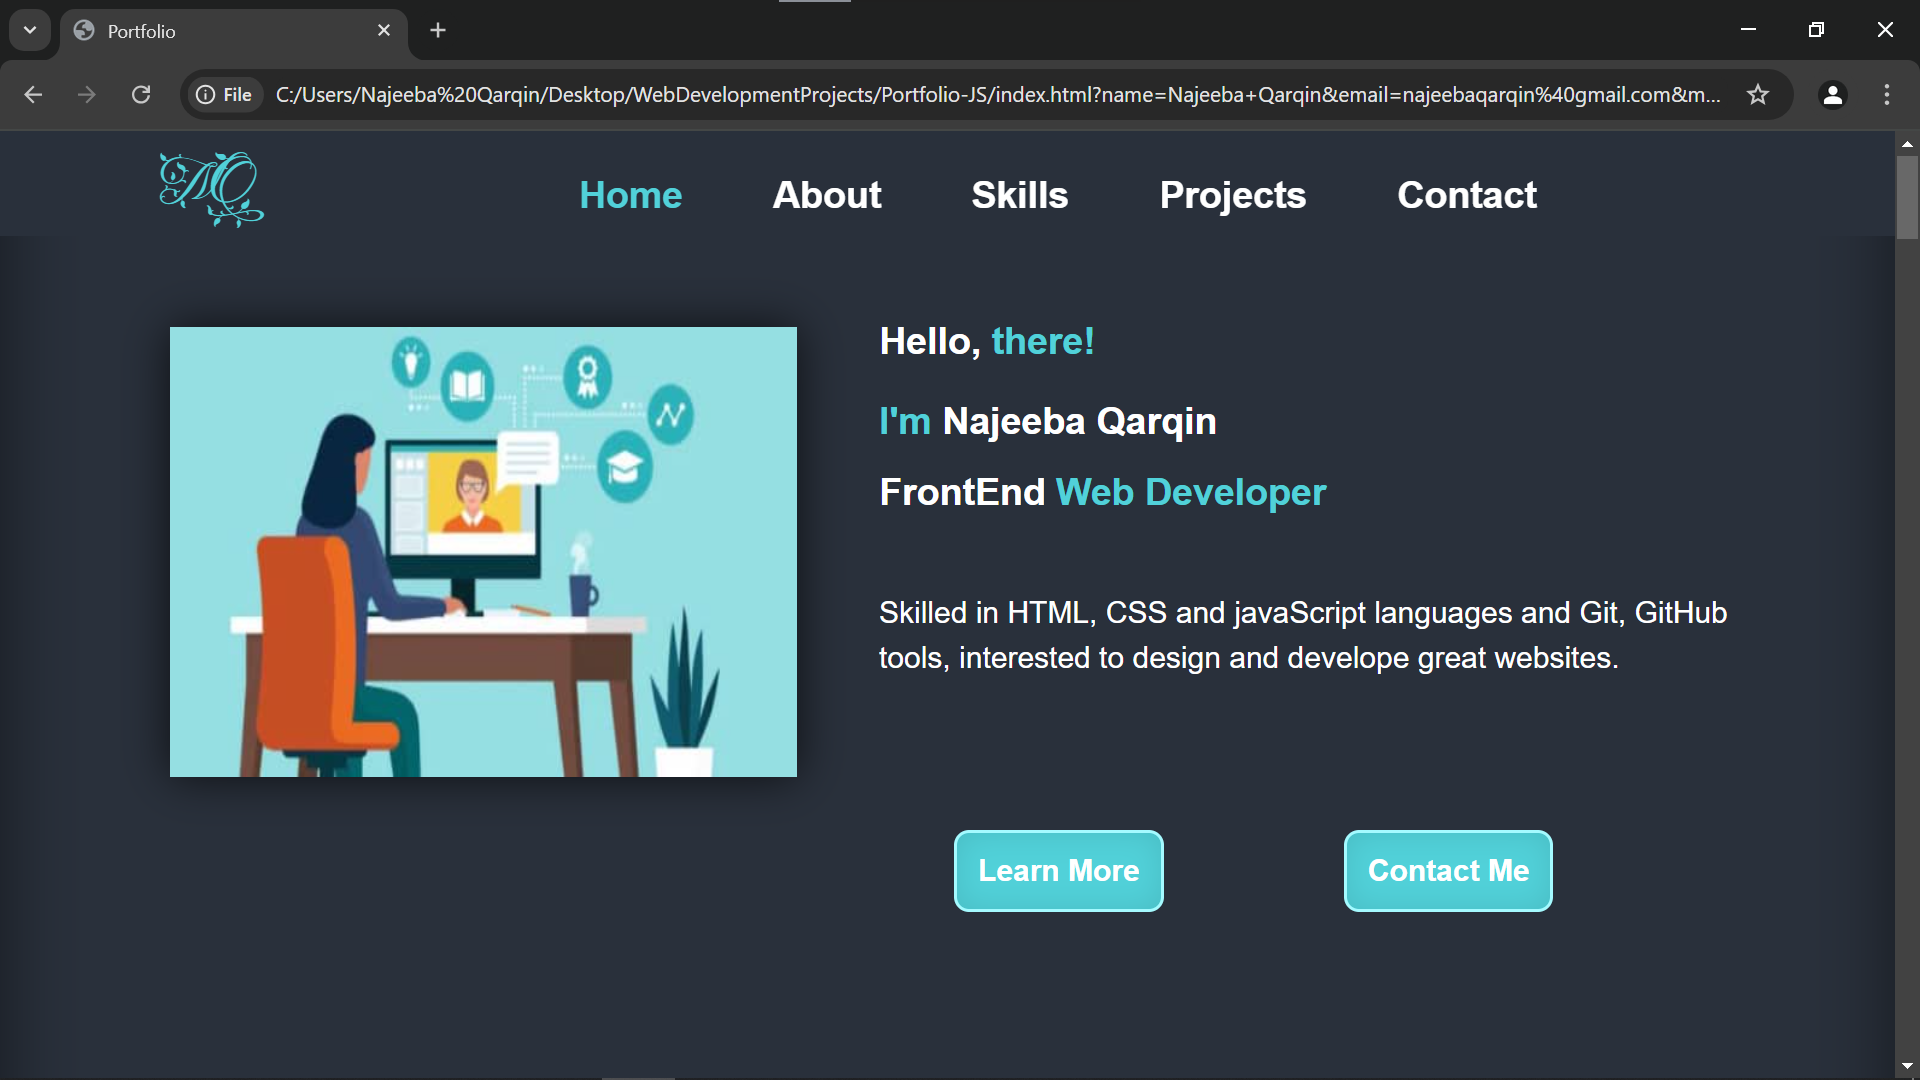 Portfolio
File C:/Users/Najeeba%20Qarqin/Desktop/WebDevelopmentProjects/Portfolio-JS/index.html?name=Najeeba+Qarqin&email=najeebaqarqin%40gmail.com&m...
NQ
Home About Skills Projects Contact
Hello, there!
I'm Najeeba Qarqin
FrontEnd Web Developer
Skilled in HTML, CSS and javaScript languages and Git, GitHub
tools, interested to design and develope great websites.
Learn More Contact Me